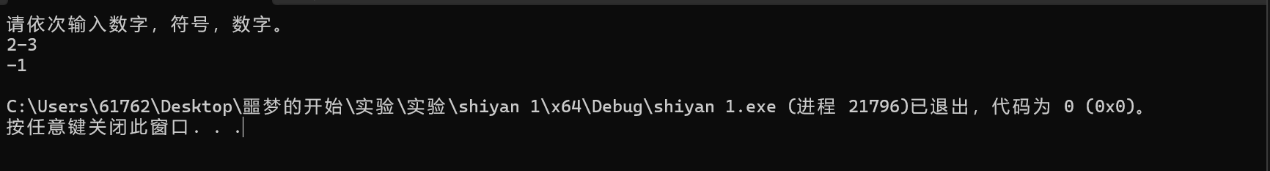 请依次输入数字，符号，数字。
2-3
-1
C:\Users\61762\Desktop\噩梦的开始\实验\实验\shiyan 1\x64\Debug\shiyan 1.exe (进程 21796)已退出，代码为 0 (0x0)。
按任意键关闭此窗口. . .